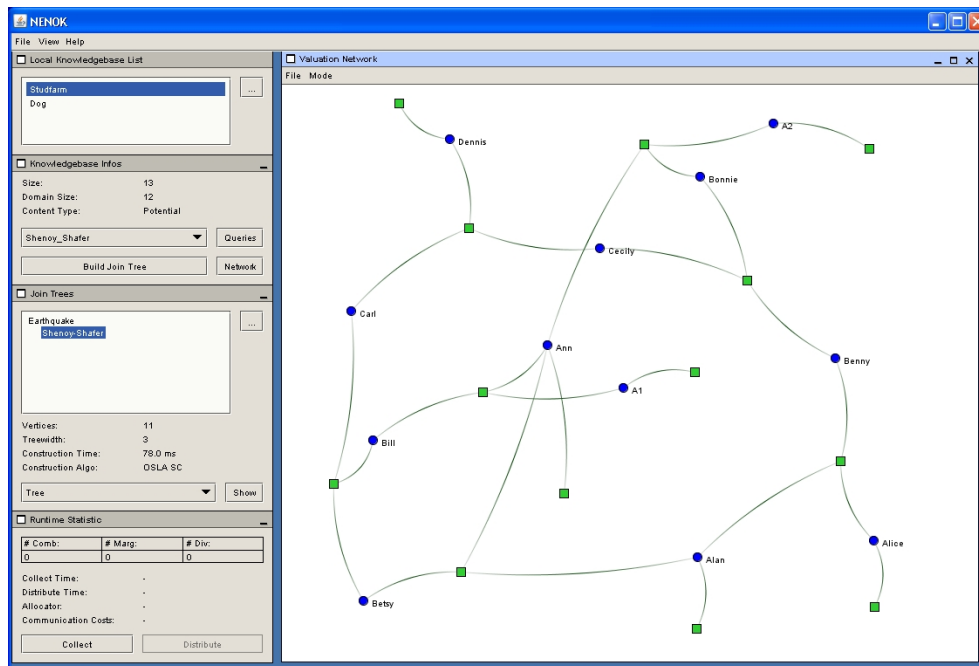 NENOK
File View Help
Local Knowledgebase List
Studfarm
...
Dog
Knowledgebase Infos
Size: 13
Domain Size: 12
Content Type: Potential
Shenoy_Shafer Queries
Build Join Tree Network
Join Trees
Earthquake
...
Shenoy-Shafer
Vertices: 11
Treewidth: 3
Construction Time: 78.0 ms
Construction Algo: OSLA SC
Tree Show
Runtime Statistic
# Comb: # Marg: # Div:
0 0 0
Collect Time: -
Distribute Time: -
Allocator: -
Communication Costs: -
Collect Distribute
Valuation Network
File Mode
A2
Dennis
Bonnie
Cecily
Carl
Ann
Benny
A1
Bill
Alice
Alan
Betsy